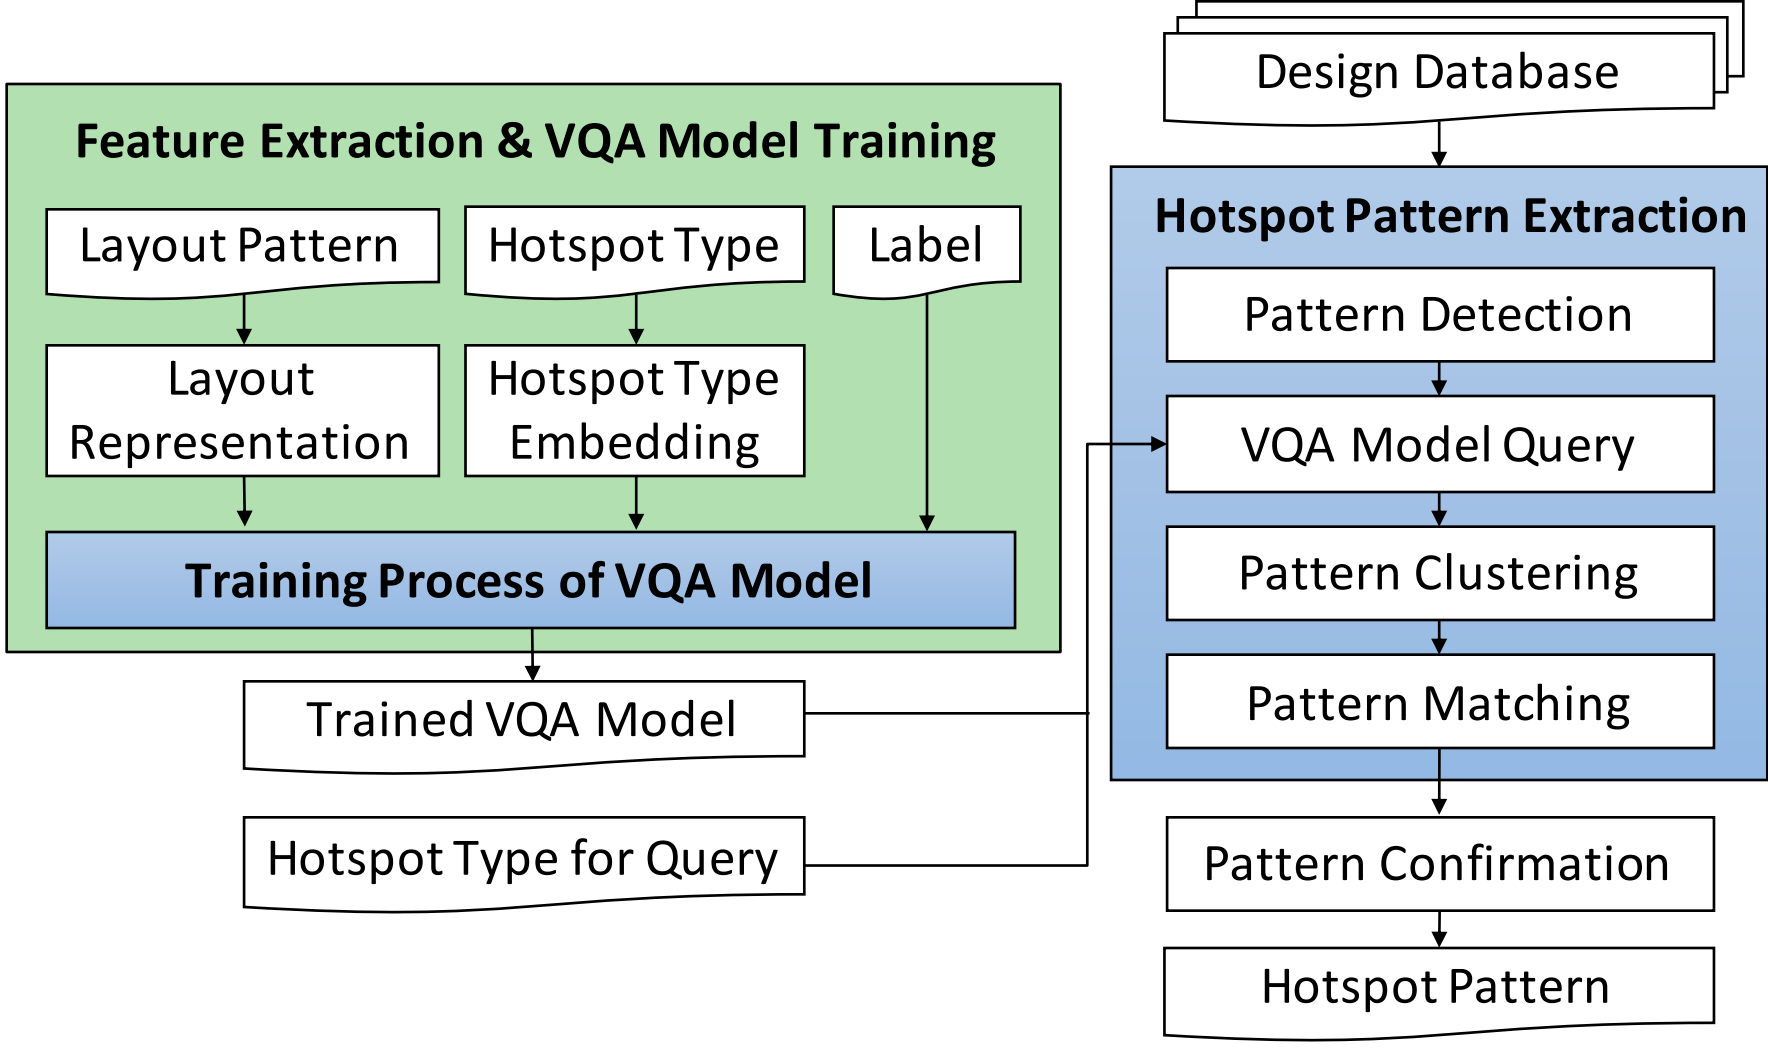 Feature Extraction & VQA Model Training
Layout Pattern
Hotspot Type
Label
Layout
Representation
Hotspot Type
Embedding
Training Process of VQA Model
Trained VQA Model
Hotspot Type for Query
Design Database
Hotspot Pattern Extraction
Pattern Detection
VQA Model Query
Pattern Clustering
Pattern Matching
Pattern Confirmation
Hotspot Pattern